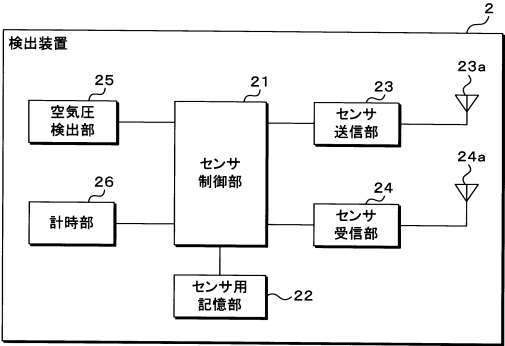 2
検出装置
25
空気圧
検出部
21
センサ
制御部
23
センサ
送信部
23a
26
計時部
24
センサ
受信部
24a
センサ用
記憶部
22